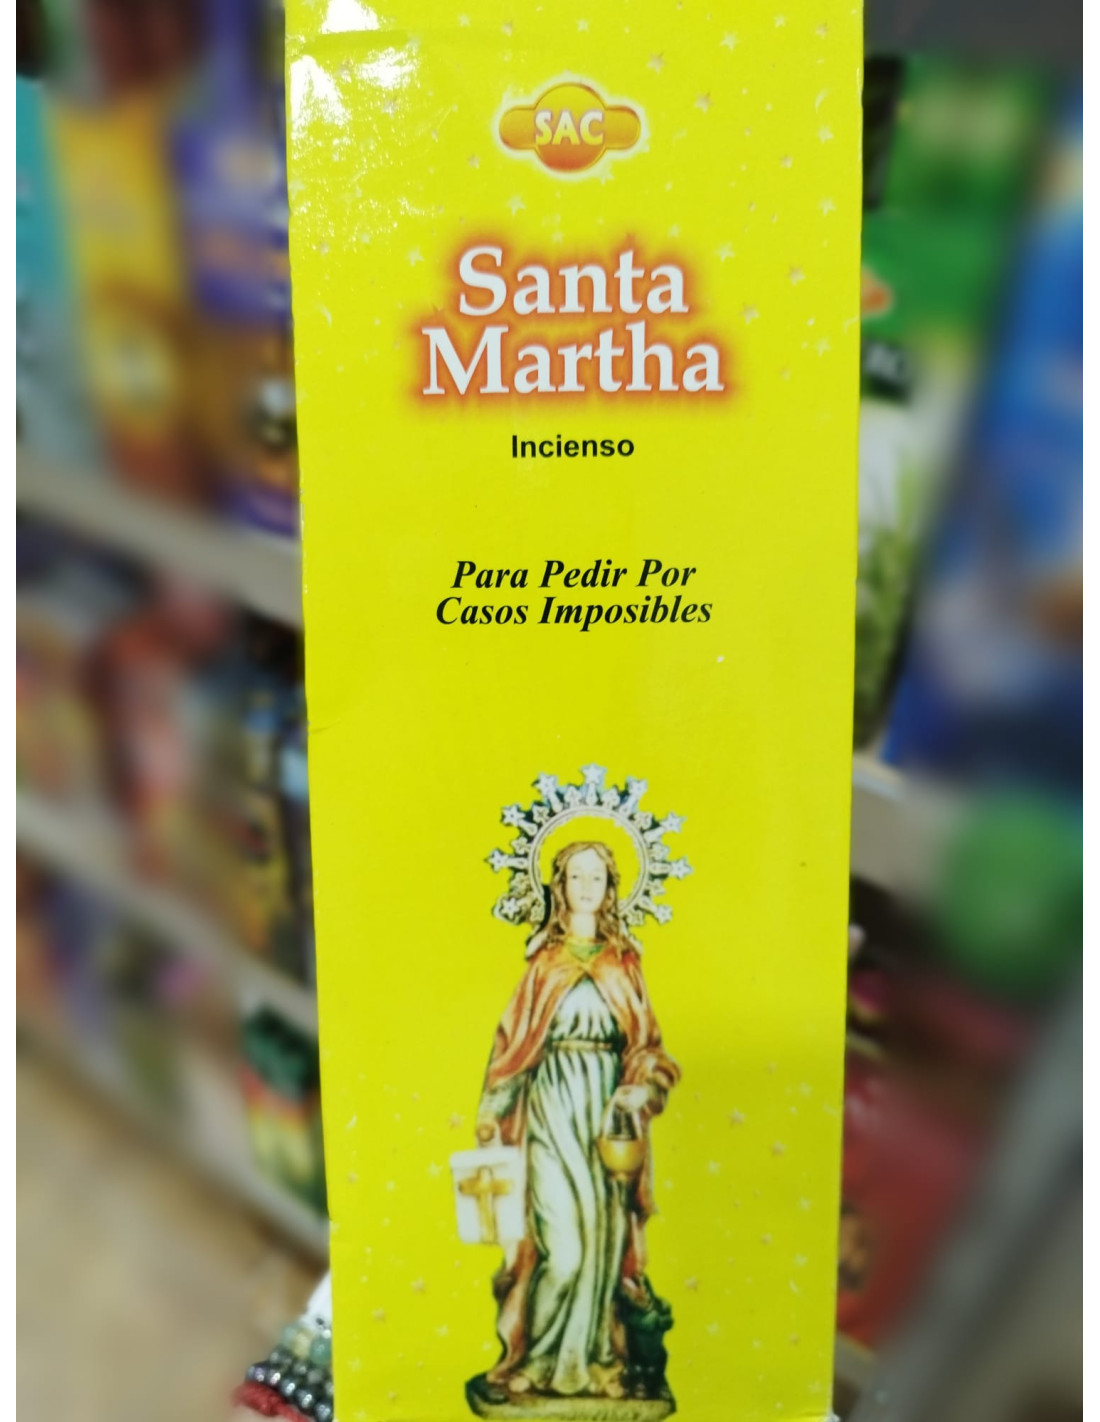 SAC
Santa
Martha
Incienso
Para Pedir Por
Casos Imposibles